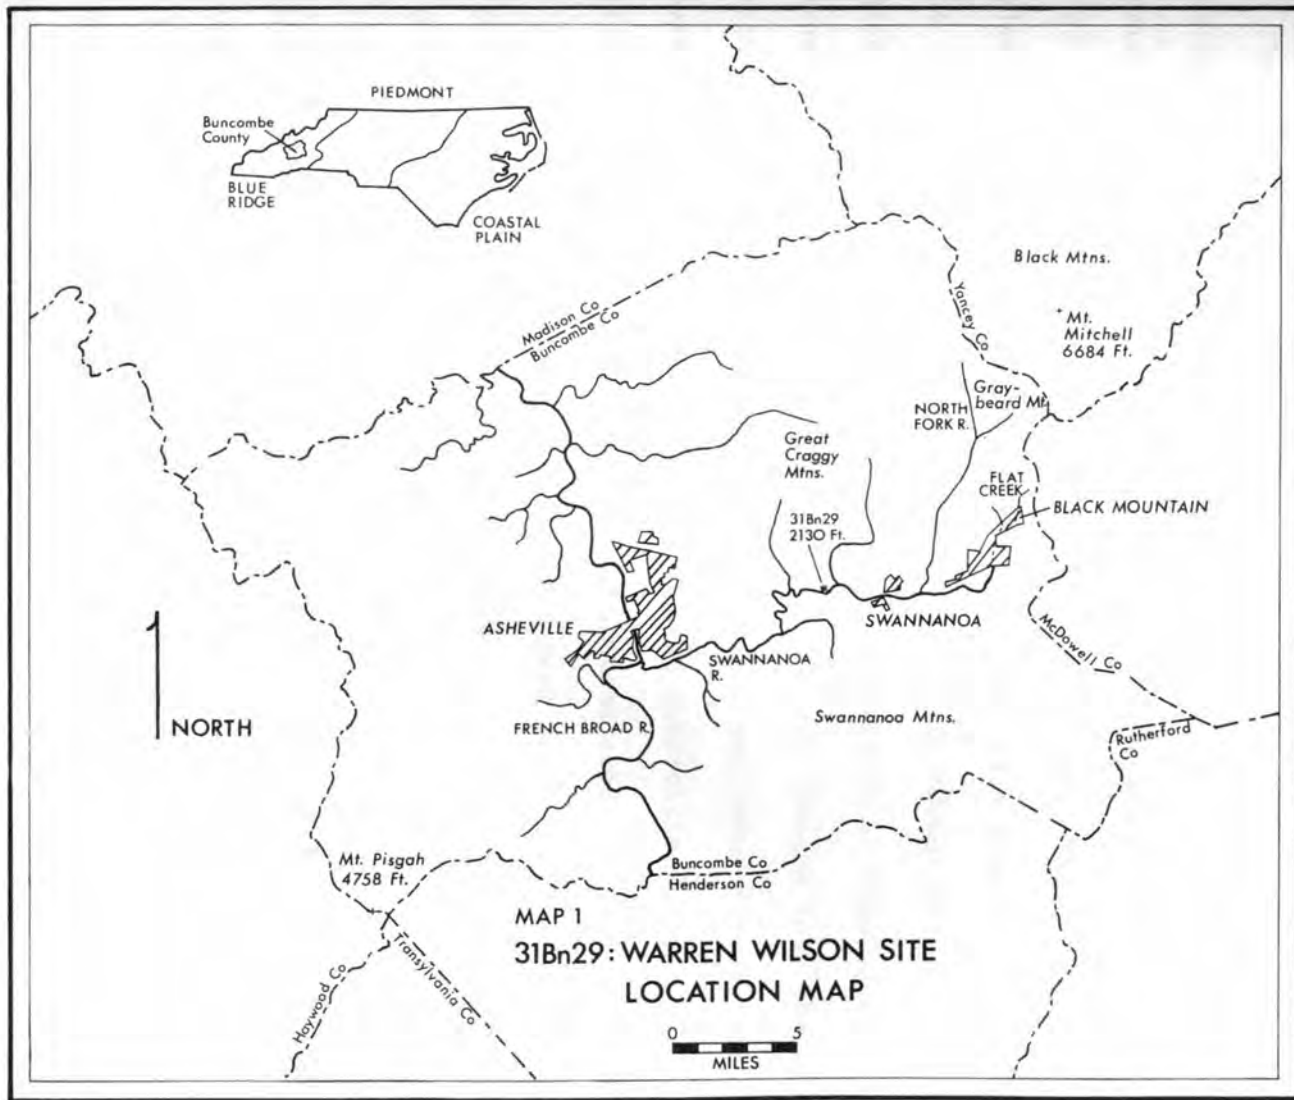 PIEDMONT
Buncombe
County
BLUE
RIDGE
COASTAL
PLAIN
Black Mtns.
Madison Co
Buncombe Co
Yancey Co
Mt.
Mitchell
6684 Ft.
Gray-
beard Mt.
NORTH
FORK R.
Great
Craggy
Mtns.
FLAT
CREEK
BLACK MOUNTAIN
31Bn29
2130 Ft.
ASHEVILLE
SWANNANOA
SWANNANOA
R.
McDowell Co
NORTH
FRENCH BROAD R.
Swannanoa Mtns.
Rutherford
Co
Mt. Pisgah
4758 Ft.
Buncombe Co
Henderson Co
Haywood Co
Transylvania Co
MAP 1
31Bn29: WARREN WILSON SITE
LOCATION MAP
0 5
MILES